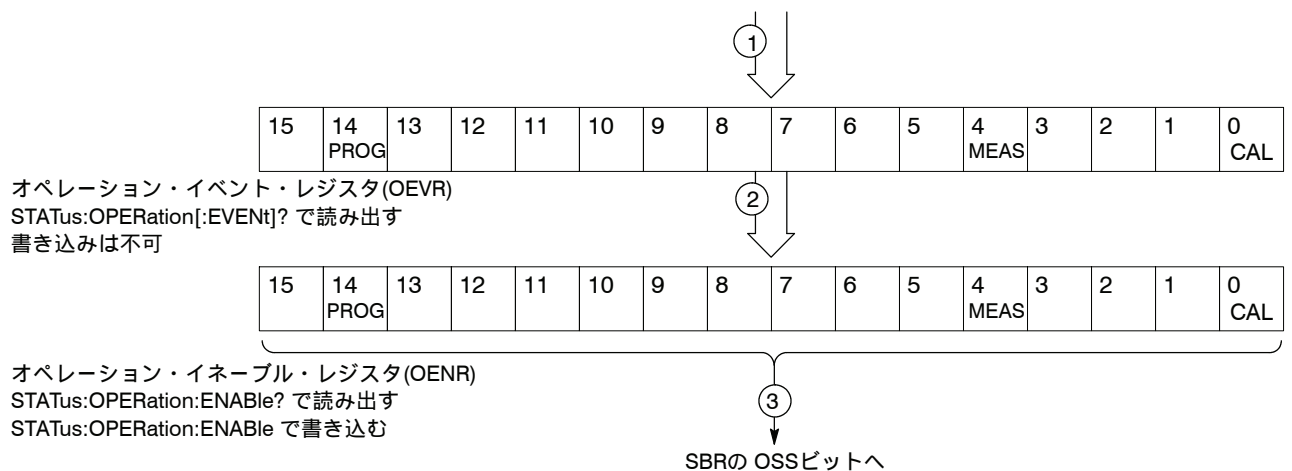 1
15 14 13 12 11 10 9 8 7 6 5 4 3 2 1 0
PROG MEAS CAL
オペレーション・イベント・レジスタ(OEVR)
STATus:OPERation[:EVENt]? で読み出す
書き込みは不可
2
15 14 13 12 11 10 9 8 7 6 5 4 3 2 1 0
PROG MEAS CAL
オペレーション・イネーブル・レジスタ(OENR)
STATus:OPERation:ENABle? で読み出す
STATus:OPERation:ENABle で書き込む
3
SBRの OSSビットへ